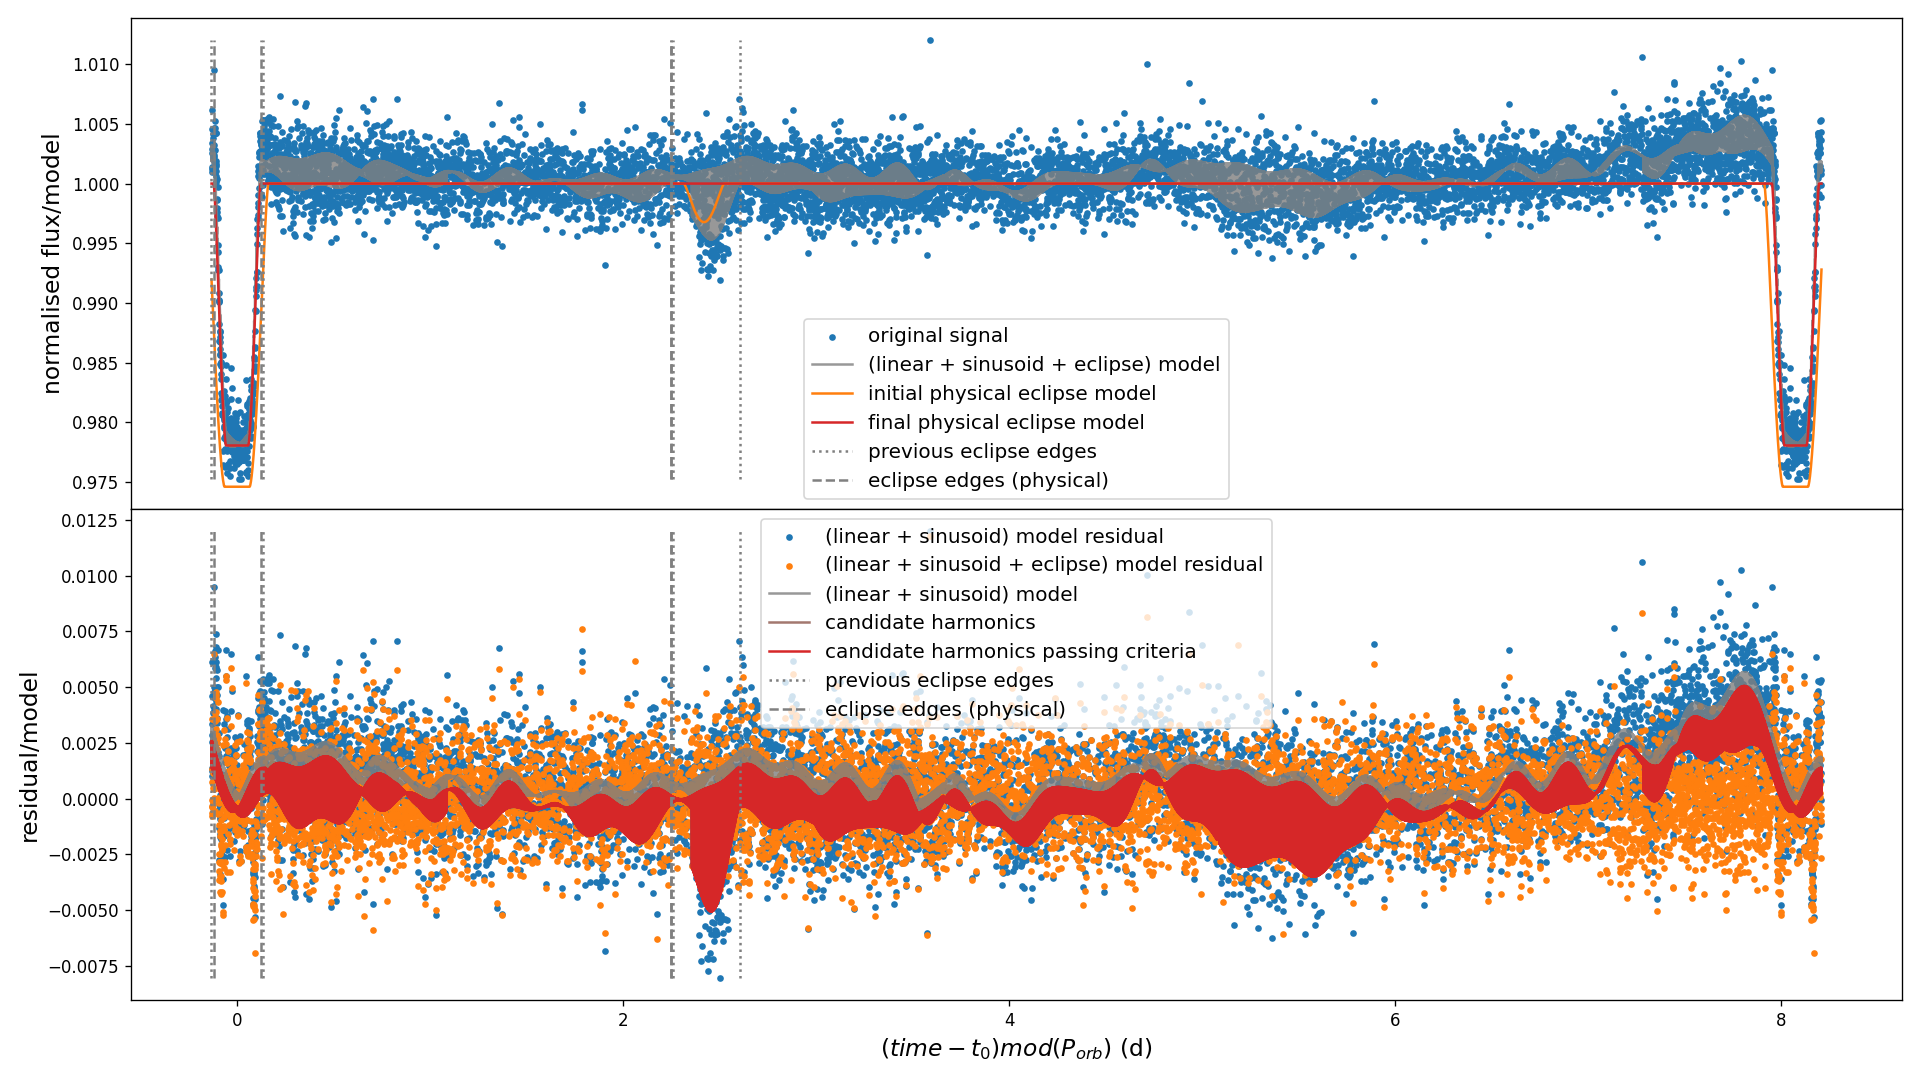 normalised flux/model
1.010
1.005
1.000
0.995
0.990
0.985
0.980
0.975
original signal
(linear + sinusoid + eclipse) model
initial physical eclipse model
final physical eclipse model
previous eclipse edges
eclipse edges (physical)
residual/model
0.0125
0.0100
0.0075
0.0050
0.0025
0.0000
−0.0025
−0.0050
−0.0075
(linear + sinusoid) model residual
(linear + sinusoid + eclipse) model residual
(linear + sinusoid) model
candidate harmonics
candidate harmonics passing criteria
previous eclipse edges
eclipse edges (physical)
0 2 4 6 8
(time − t₀)mod(Pₒᵣb) (d)